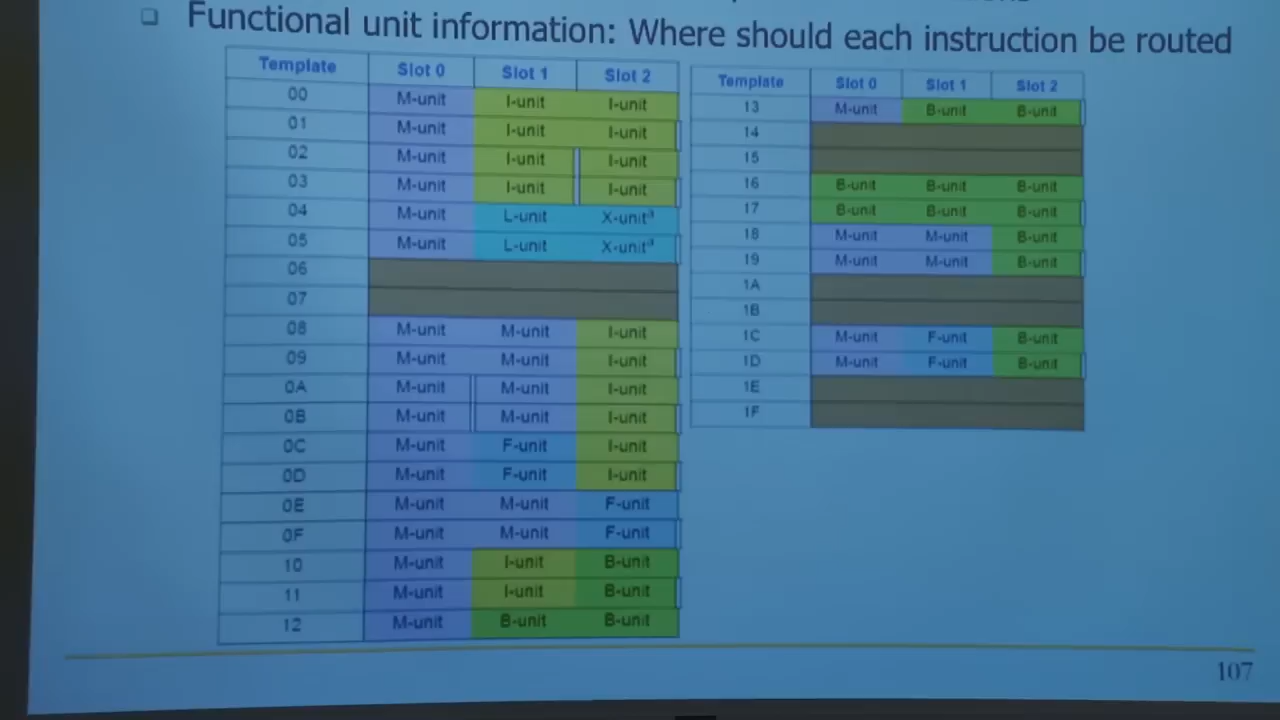 Functional unit information: Where should each instruction be routed
Template Slot 0 Slot 1 Slot 2
00 M-unit I-unit I-unit
01 M-unit I-unit I-unit
02 M-unit I-unit I-unit
03 M-unit I-unit I-unit
04 M-unit L-unit X-unitª
05 M-unit L-unit X-unitª
06
07
08 M-unit M-unit I-unit
09 M-unit M-unit I-unit
0A M-unit M-unit I-unit
0B M-unit M-unit I-unit
0C M-unit F-unit I-unit
0D M-unit F-unit I-unit
0E M-unit M-unit F-unit
0F M-unit M-unit F-unit
10 M-unit I-unit B-unit
11 M-unit I-unit B-unit
12 M-unit B-unit B-unit
Template Slot 0 Slot 1 Slot 2
13 M-unit B-unit B-unit
14
15
16 B-unit B-unit B-unit
17 B-unit B-unit B-unit
18 M-unit M-unit B-unit
19 M-unit M-unit B-unit
1A
1B
1C M-unit F-unit B-unit
1D M-unit F-unit B-unit
1E
1F
107